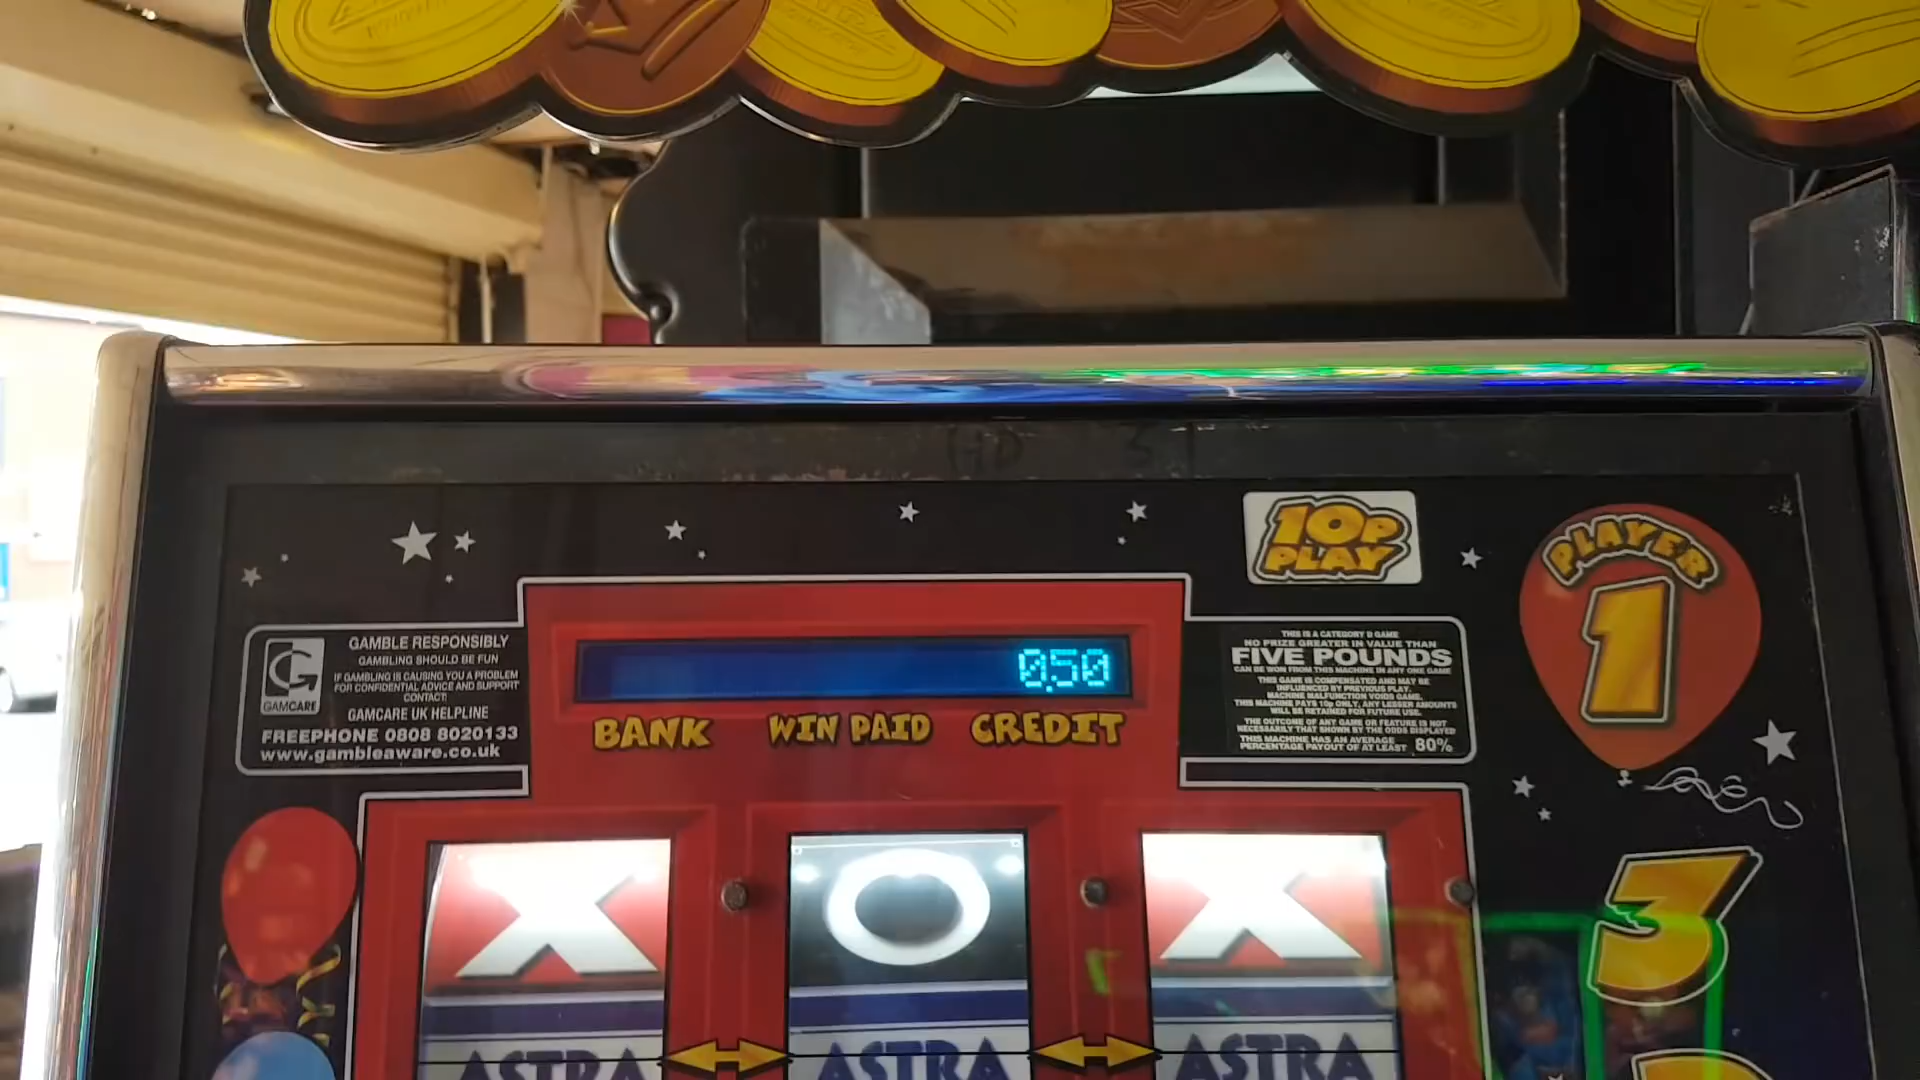 10p
PLAY
PLAYER
1
GAMBLE RESPONSIBLY
GAMBLING SHOULD BE FUN
IF GAMBLING IS CAUSING YOU A PROBLEM
FOR CONFIDENTIAL ADVICE AND SUPPORT
CONTACT:
GAMCARE
GAMCARE UK HELPLINE
FREEPHONE 0808 8020133
www.gambleaware.co.uk
0.50
BANK WIN PAID CREDIT
THIS IS A CATEGORY D GAME
NO PRIZE GREATER IN VALUE THAN
FIVE POUNDS
CAN BE WON FROM THIS MACHINE IN ANY ONE GAME
THIS GAME IS COMPENSATED AND MAY BE
INFLUENCED BY PREVIOUS PLAY.
MACHINE MALFUNCTION VOIDS GAME.
THIS MACHINE PAYS 10p ONLY, ANY LESSER AMOUNTS
WILL BE RETAINED FOR FUTURE USE.
THE OUTCOME OF ANY GAME OR FEATURE IS NOT
NECESSARILY THAT SHOWN BY THE ODDS DISPLAYED
THIS MACHINE HAS AN AVERAGE
PERCENTAGE PAYOUT OF AT LEAST 80%
X O X
3
ASTRA ASTRA ASTRA